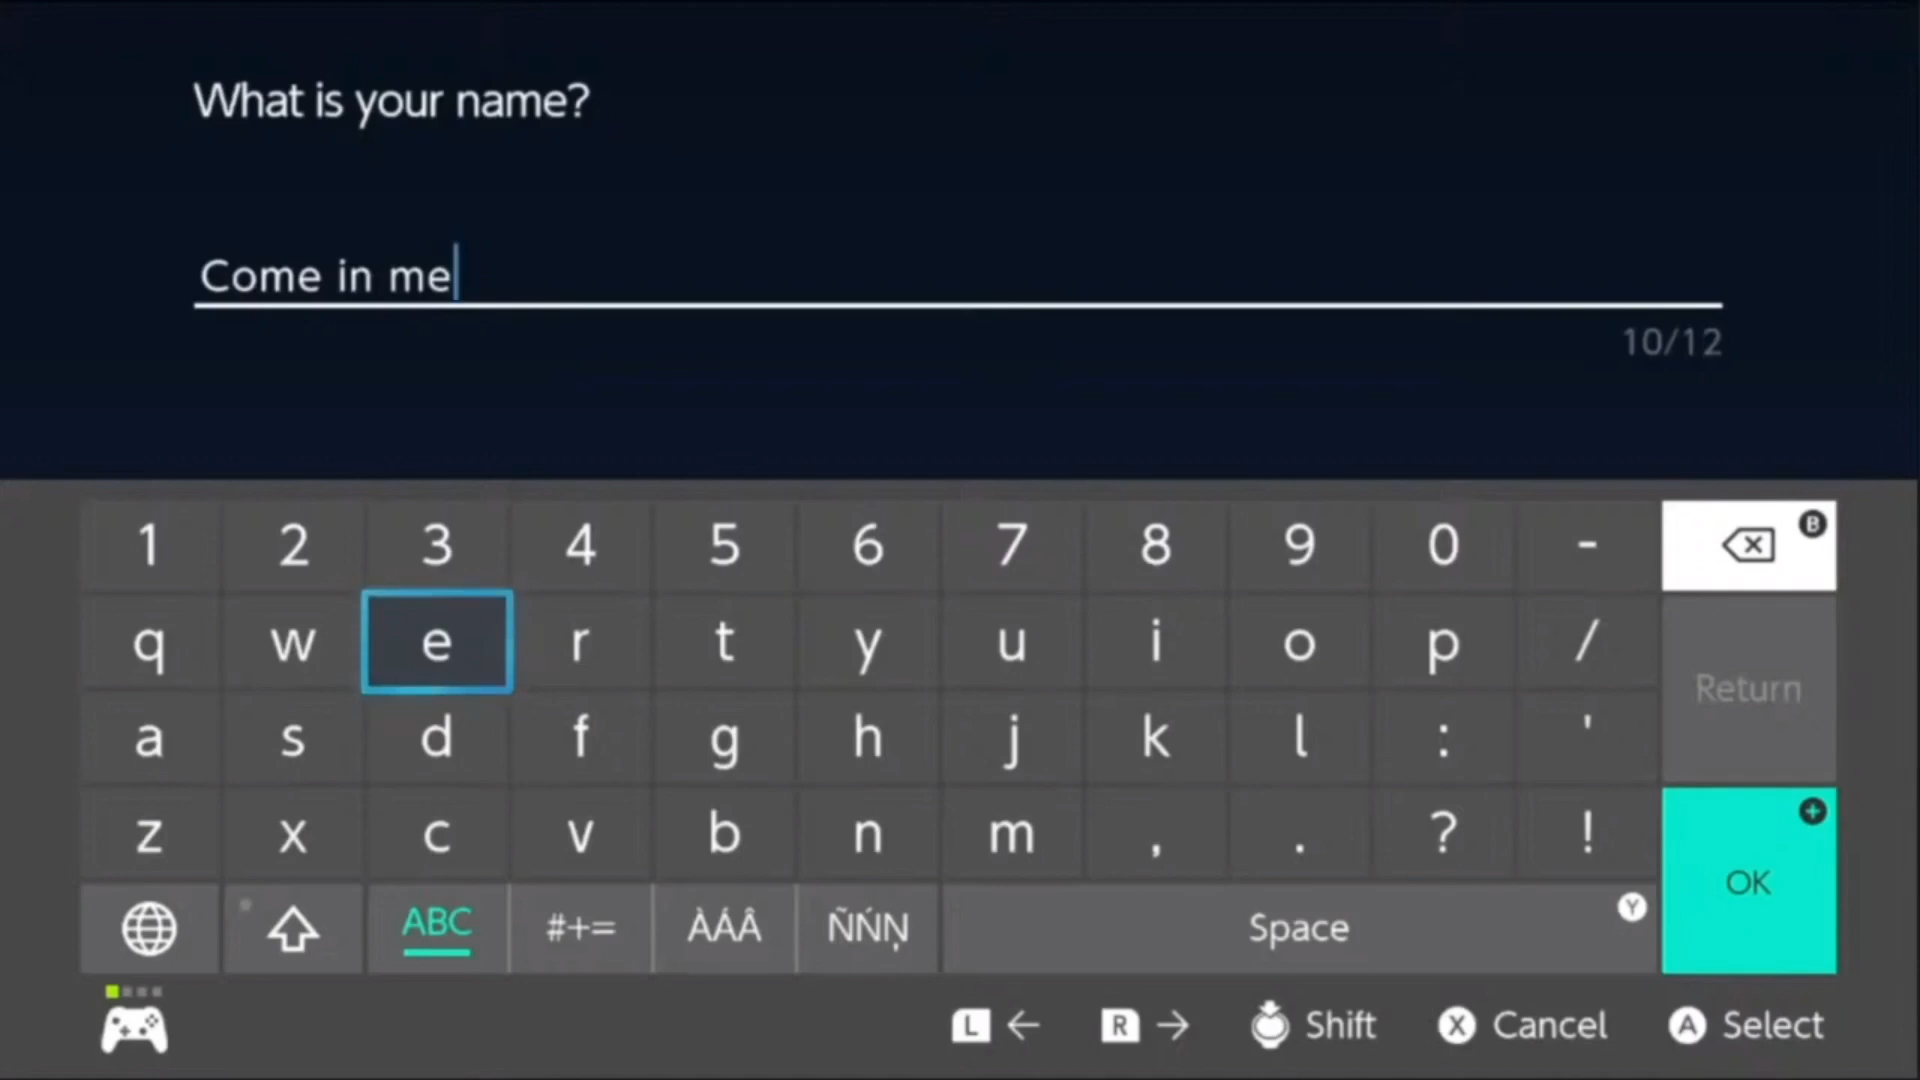 What is your name?
Come in me
10/12
1 2 3 4 5 6 7 8 9 0 - B
q w e r t y u i o p / Return
a s d f g h j k l : '
z x c v b n m , . ? ! + OK
ABC #+= ÀÁÂ ÑŃŅ Space Y
L ← R → Shift X Cancel A Select